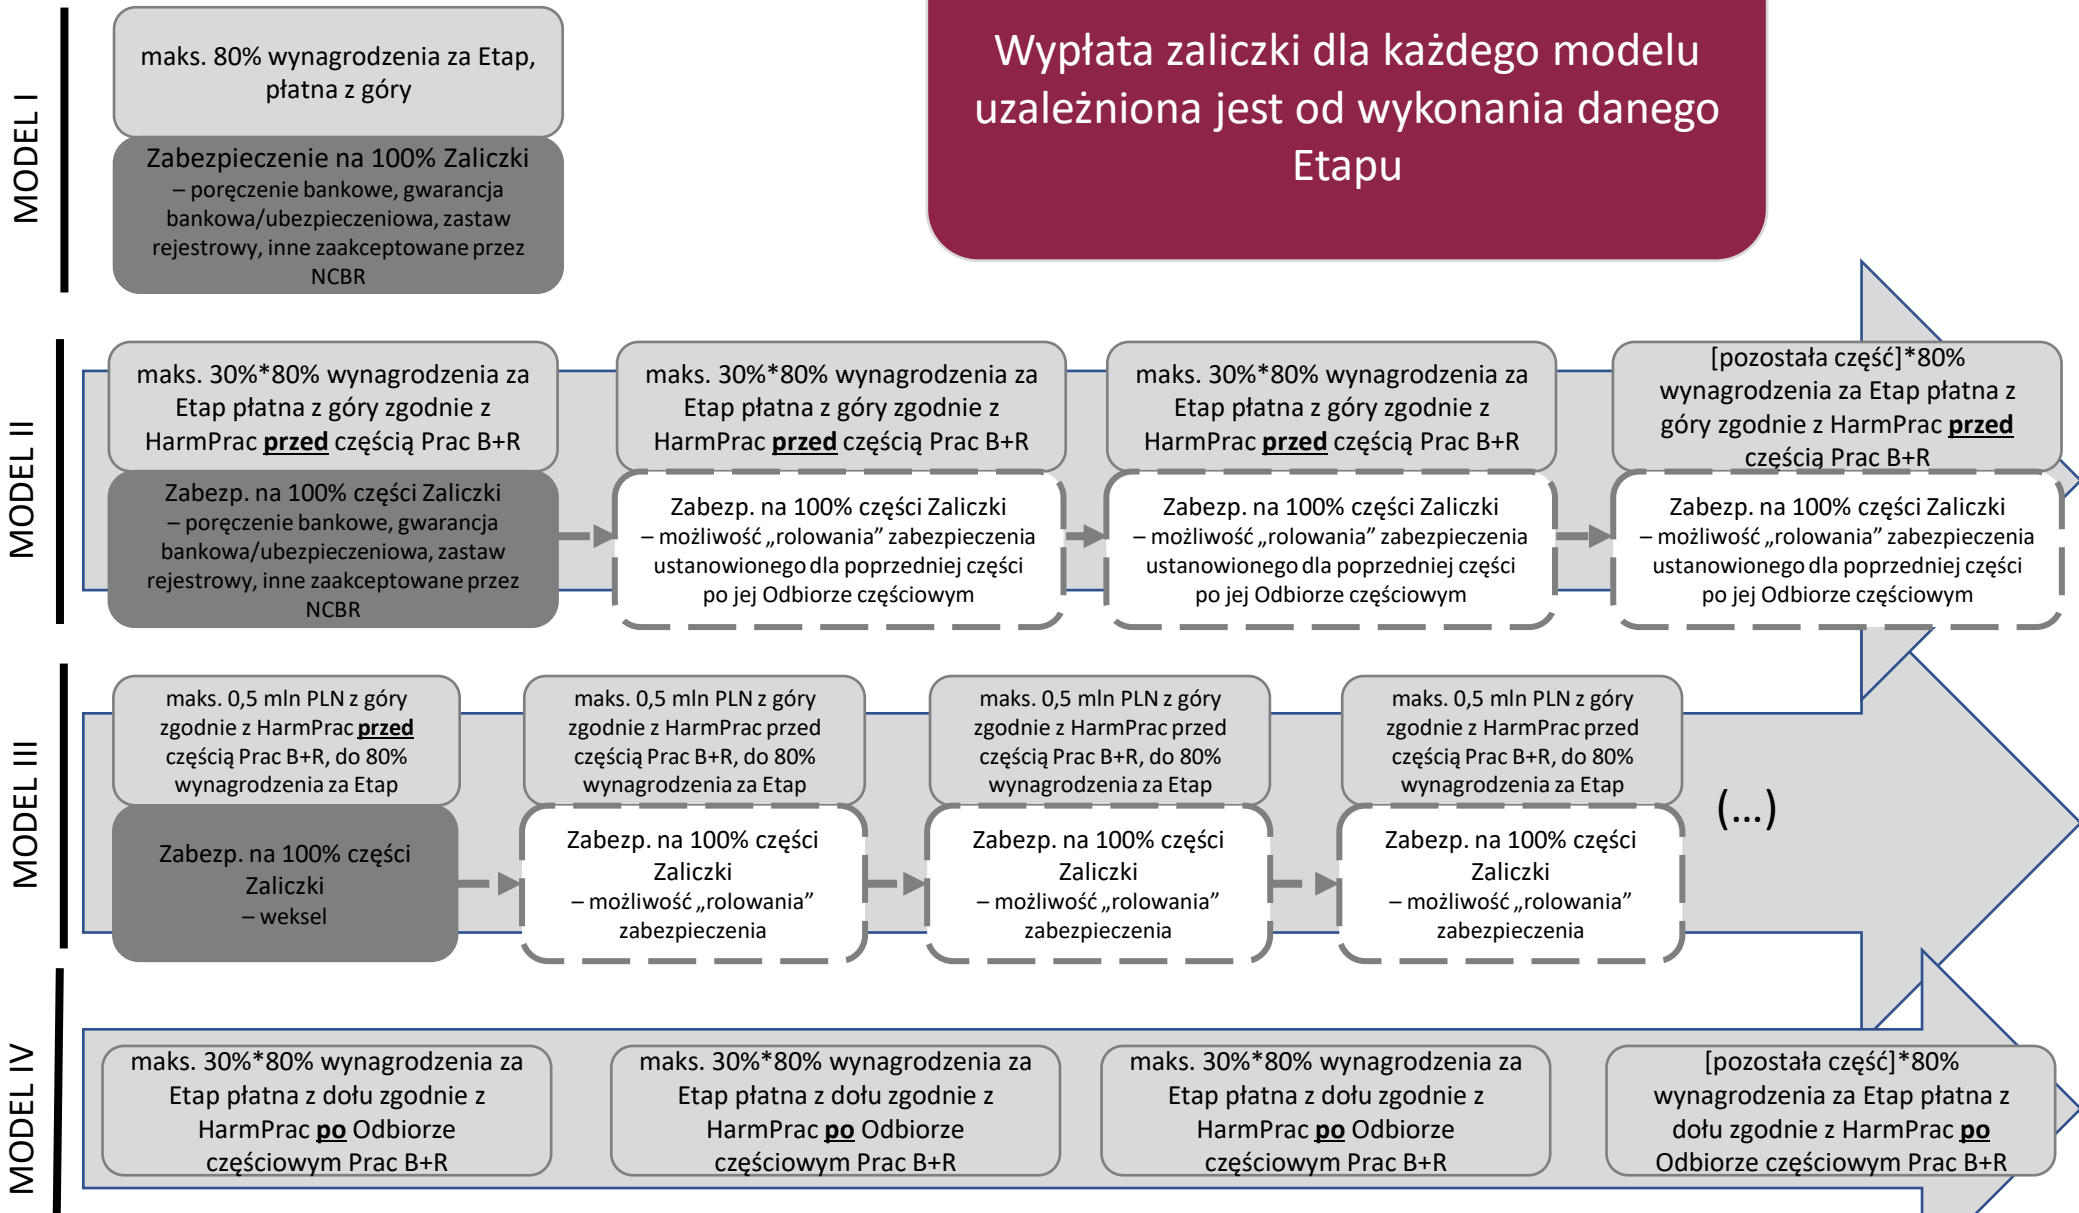 Wypłata zaliczki dla każdego modelu
uzależniona jest od wykonania danego
Etapu
MODEL I
maks. 80% wynagrodzenia za Etap,
płatna z góry
Zabezpieczenie na 100% Zaliczki
– poręczenie bankowe, gwarancja
bankowa/ubezpieczeniowa, zastaw
rejestrowy, inne zaakceptowane przez
NCBR
MODEL II
maks. 30%*80% wynagrodzenia za
Etap płatna z góry zgodnie z
HarmPrac przed częścią Prac B+R
Zabezp. na 100% części Zaliczki
– poręczenie bankowe, gwarancja
bankowa/ubezpieczeniowa, zastaw
rejestrowy, inne zaakceptowane przez
NCBR
maks. 30%*80% wynagrodzenia za
Etap płatna z góry zgodnie z
HarmPrac przed częścią Prac B+R
Zabezp. na 100% części Zaliczki
– możliwość „rolowania” zabezpieczenia
ustanowionego dla poprzedniej części
po jej Odbiorze częściowym
maks. 30%*80% wynagrodzenia za
Etap płatna z góry zgodnie z
HarmPrac przed częścią Prac B+R
Zabezp. na 100% części Zaliczki
– możliwość „rolowania” zabezpieczenia
ustanowionego dla poprzedniej części
po jej Odbiorze częściowym
[pozostała część]*80%
wynagrodzenia za Etap płatna z
góry zgodnie z HarmPrac przed
częścią Prac B+R
Zabezp. na 100% części Zaliczki
– możliwość „rolowania” zabezpieczenia
ustanowionego dla poprzedniej części
po jej Odbiorze częściowym
MODEL III
maks. 0,5 mln PLN z góry
zgodnie z HarmPrac przed
częścią Prac B+R, do 80%
wynagrodzenia za Etap
Zabezp. na 100% części
Zaliczki
– weksel
maks. 0,5 mln PLN z góry
zgodnie z HarmPrac przed
częścią Prac B+R, do 80%
wynagrodzenia za Etap
Zabezp. na 100% części
Zaliczki
– możliwość „rolowania”
zabezpieczenia
maks. 0,5 mln PLN z góry
zgodnie z HarmPrac przed
częścią Prac B+R, do 80%
wynagrodzenia za Etap
Zabezp. na 100% części
Zaliczki
– możliwość „rolowania”
zabezpieczenia
maks. 0,5 mln PLN z góry
zgodnie z HarmPrac przed
częścią Prac B+R, do 80%
wynagrodzenia za Etap
Zabezp. na 100% części
Zaliczki
– możliwość „rolowania”
zabezpieczenia
(...)
MODEL IV
maks. 30%*80% wynagrodzenia za
Etap płatna z dołu zgodnie z
HarmPrac po Odbiorze
częściowym Prac B+R
maks. 30%*80% wynagrodzenia za
Etap płatna z dołu zgodnie z
HarmPrac po Odbiorze
częściowym Prac B+R
maks. 30%*80% wynagrodzenia za
Etap płatna z dołu zgodnie z
HarmPrac po Odbiorze
częściowym Prac B+R
[pozostała część]*80%
wynagrodzenia za Etap płatna z
dołu zgodnie z HarmPrac po
Odbiorze częściowym Prac B+R